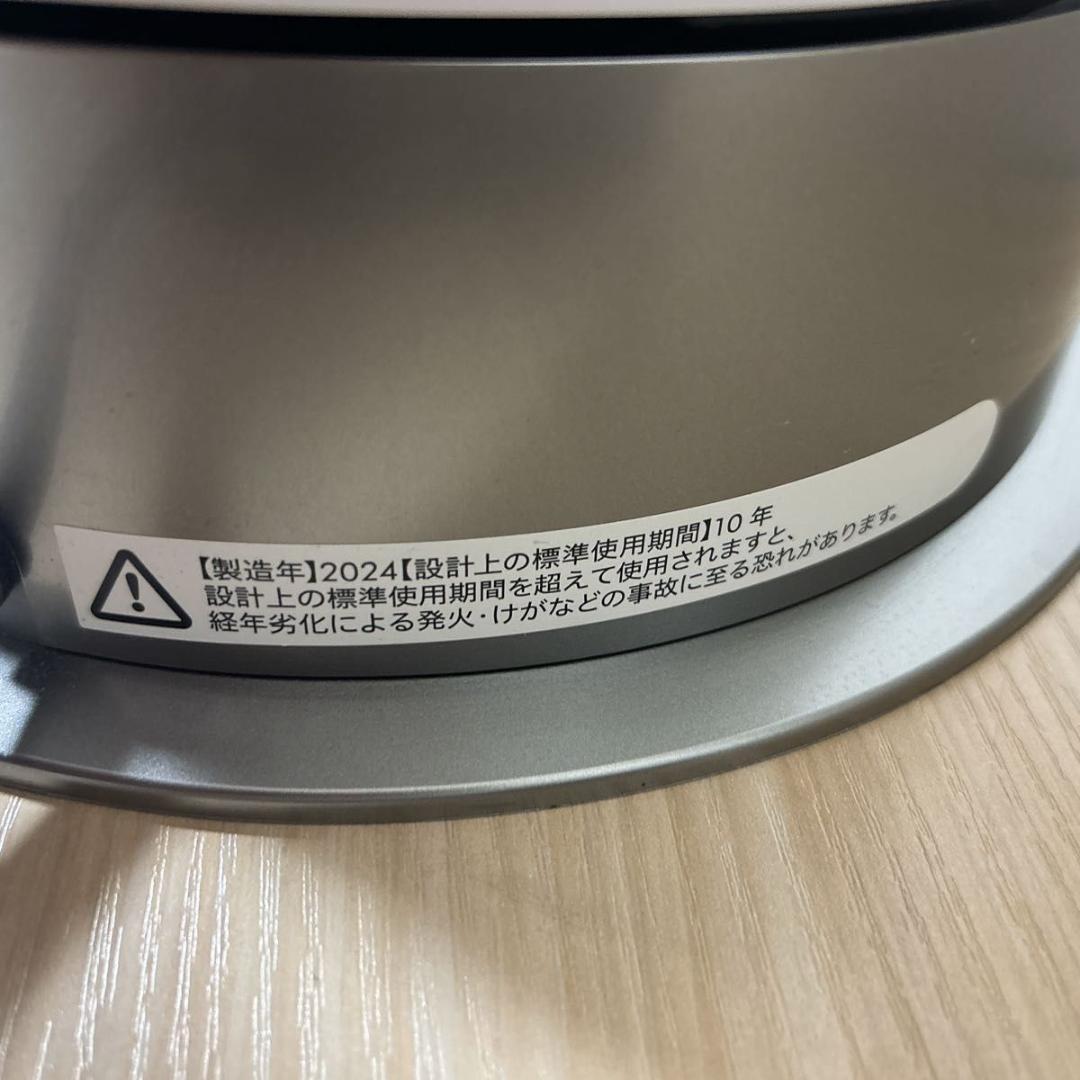 【製造年】2024【設計上の標準使用期間】10 年
設計上の標準使用期間を超えて使用されますと、
経年劣化による発火・けがなどの事故に至る恐れがあります。